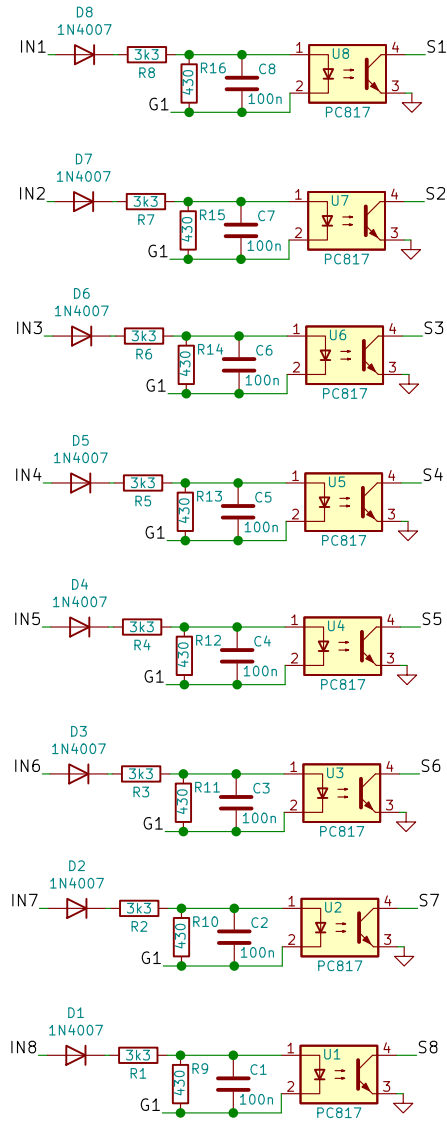 D8
1N4007
IN1
3k3
R8
430
R16
C8
100n
G1
1
2
U8
PC817
4
3
S1
D7
1N4007
IN2
3k3
R7
430
R15
C7
100n
G1
1
2
U7
PC817
4
3
S2
D6
1N4007
IN3
3k3
R6
430
R14
C6
100n
G1
1
2
U6
PC817
4
3
S3
D5
1N4007
IN4
3k3
R5
430
R13
C5
100n
G1
1
2
U5
PC817
4
3
S4
D4
1N4007
IN5
3k3
R4
430
R12
C4
100n
G1
1
2
U4
PC817
4
3
S5
D3
1N4007
IN6
3k3
R3
430
R11
C3
100n
G1
1
2
U3
PC817
4
3
S6
D2
1N4007
IN7
3k3
R2
430
R10
C2
100n
G1
1
2
U2
PC817
4
3
S7
D1
1N4007
IN8
3k3
R1
430
R9
C1
100n
G1
1
2
U1
PC817
4
3
S8